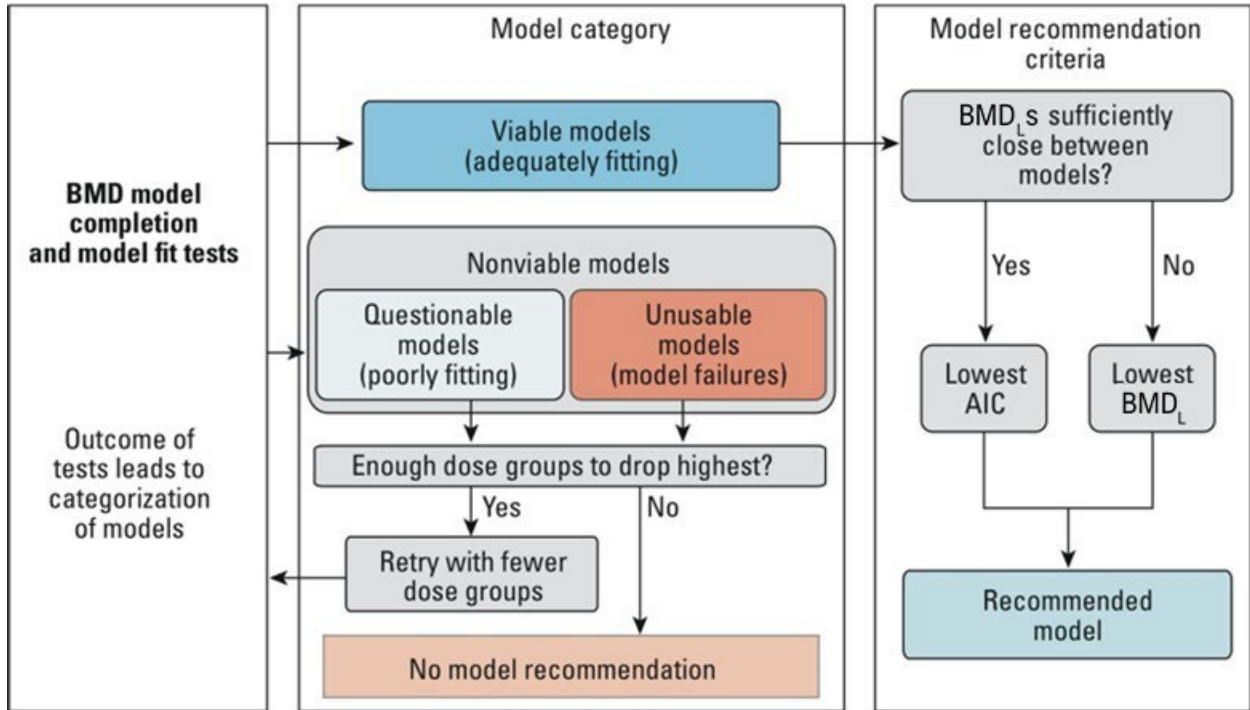 BMD model
completion
and model fit tests
Outcome of
tests leads to
categorization
of models
Model category
Viable models
(adequately fitting)
Nonviable models
Questionable
models
(poorly fitting)
Unusable
models
(model failures)
Enough dose groups to drop highest?
Yes
No
Retry with fewer
dose groups
No model recommendation
Model recommendation
criteria
BMDLs sufficiently
close between
models?
Yes
No
Lowest
AIC
Lowest
BMDL
Recommended
model